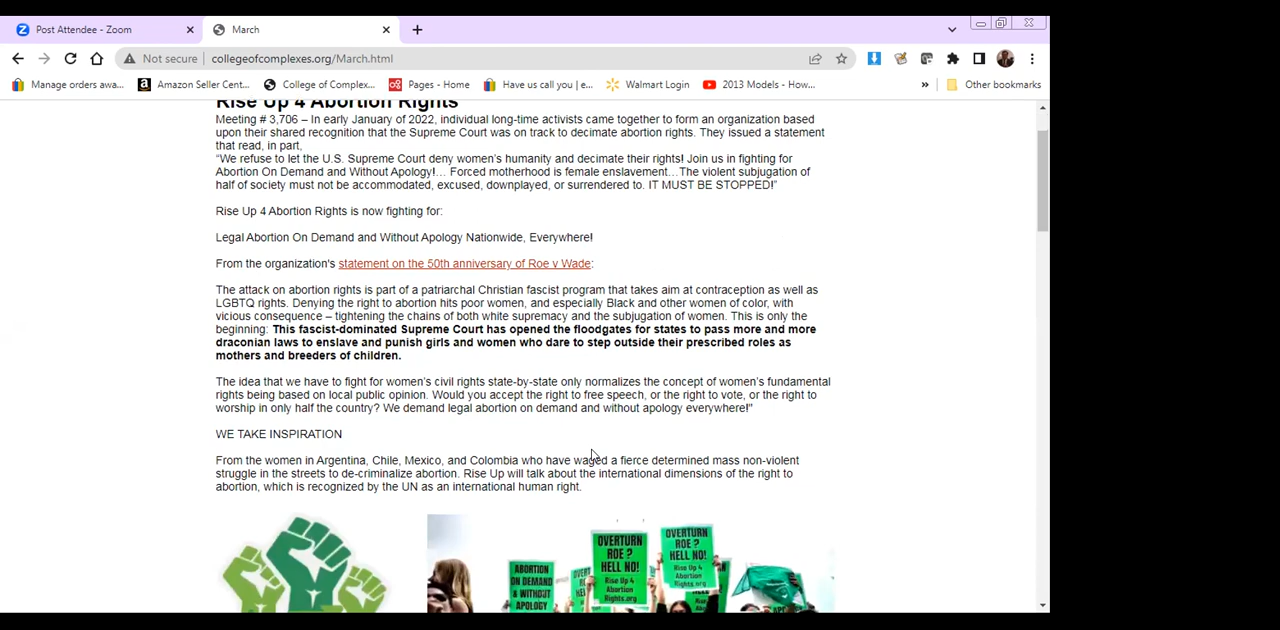 Post Attendee - Zoom
March
Not secure
collegeofcomplexes.org/March.html
Manage orders awa...
Amazon Seller Cent...
College of Complex...
Pages - Home
Have us call you | e...
Walmart Login
2013 Models - How...
»
Other bookmarks
Rise Up 4 Abortion Rights
Meeting # 3,706 – In early January of 2022, individual long-time activists came together to form an organization based
upon their shared recognition that the Supreme Court was on track to decimate abortion rights. They issued a statement
that read, in part,
“We refuse to let the U.S. Supreme Court deny women’s humanity and decimate their rights! Join us in fighting for
Abortion On Demand and Without Apology!… Forced motherhood is female enslavement…The violent subjugation of
half of society must not be accommodated, excused, downplayed, or surrendered to. IT MUST BE STOPPED!”
Rise Up 4 Abortion Rights is now fighting for:
Legal Abortion On Demand and Without Apology Nationwide, Everywhere!
From the organization's statement on the 50th anniversary of Roe v Wade:
The attack on abortion rights is part of a patriarchal Christian fascist program that takes aim at contraception as well as
LGBTQ rights. Denying the right to abortion hits poor women, and especially Black and other women of color, with
vicious consequence – tightening the chains of both white supremacy and the subjugation of women. This is only the
beginning: This fascist-dominated Supreme Court has opened the floodgates for states to pass more and more
draconian laws to enslave and punish girls and women who dare to step outside their prescribed roles as
mothers and breeders of children.
The idea that we have to fight for women’s civil rights state-by-state only normalizes the concept of women’s fundamental
rights being based on local public opinion. Would you accept the right to free speech, or the right to vote, or the right to
worship in only half the country? We demand legal abortion on demand and without apology everywhere!"
WE TAKE INSPIRATION
From the women in Argentina, Chile, Mexico, and Colombia who have waged a fierce determined mass non-violent
struggle in the streets to de-criminalize abortion. Rise Up will talk about the international dimensions of the right to
abortion, which is recognized by the UN as an international human right.
ABORTION
ON DEMAND
& WITHOUT
APOLOGY
OVERTURN
ROE ?
HELL NO!
Rise Up 4
Abortion
Rights.org
OVERTURN
ROE ?
HELL NO!
Rise Up 4
Abortion
Rights.org